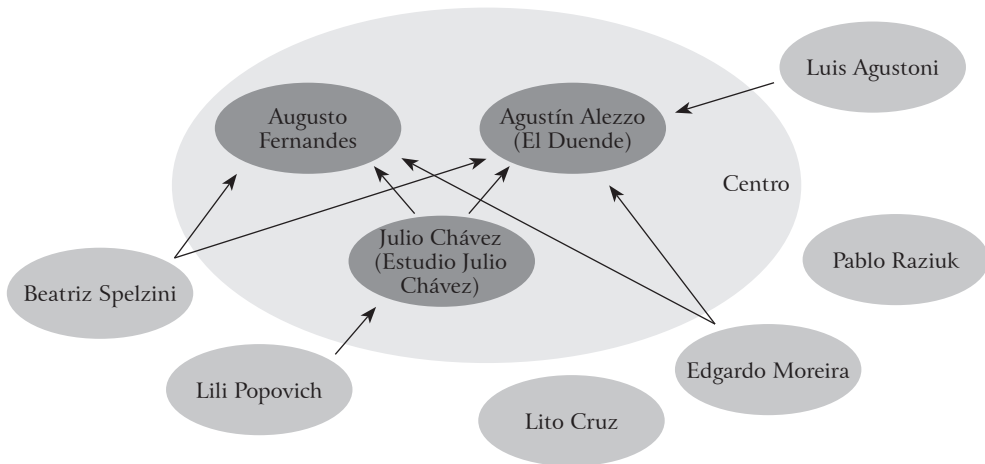 Luis Agustoni
Augusto
Fernandes
Agustín Alezzo
(El Duende)
Centro
Julio Chávez
(Estudio Julio
Chávez)
Pablo Raziuk
Beatriz Spelzini
Edgardo Moreira
Lili Popovich
Lito Cruz